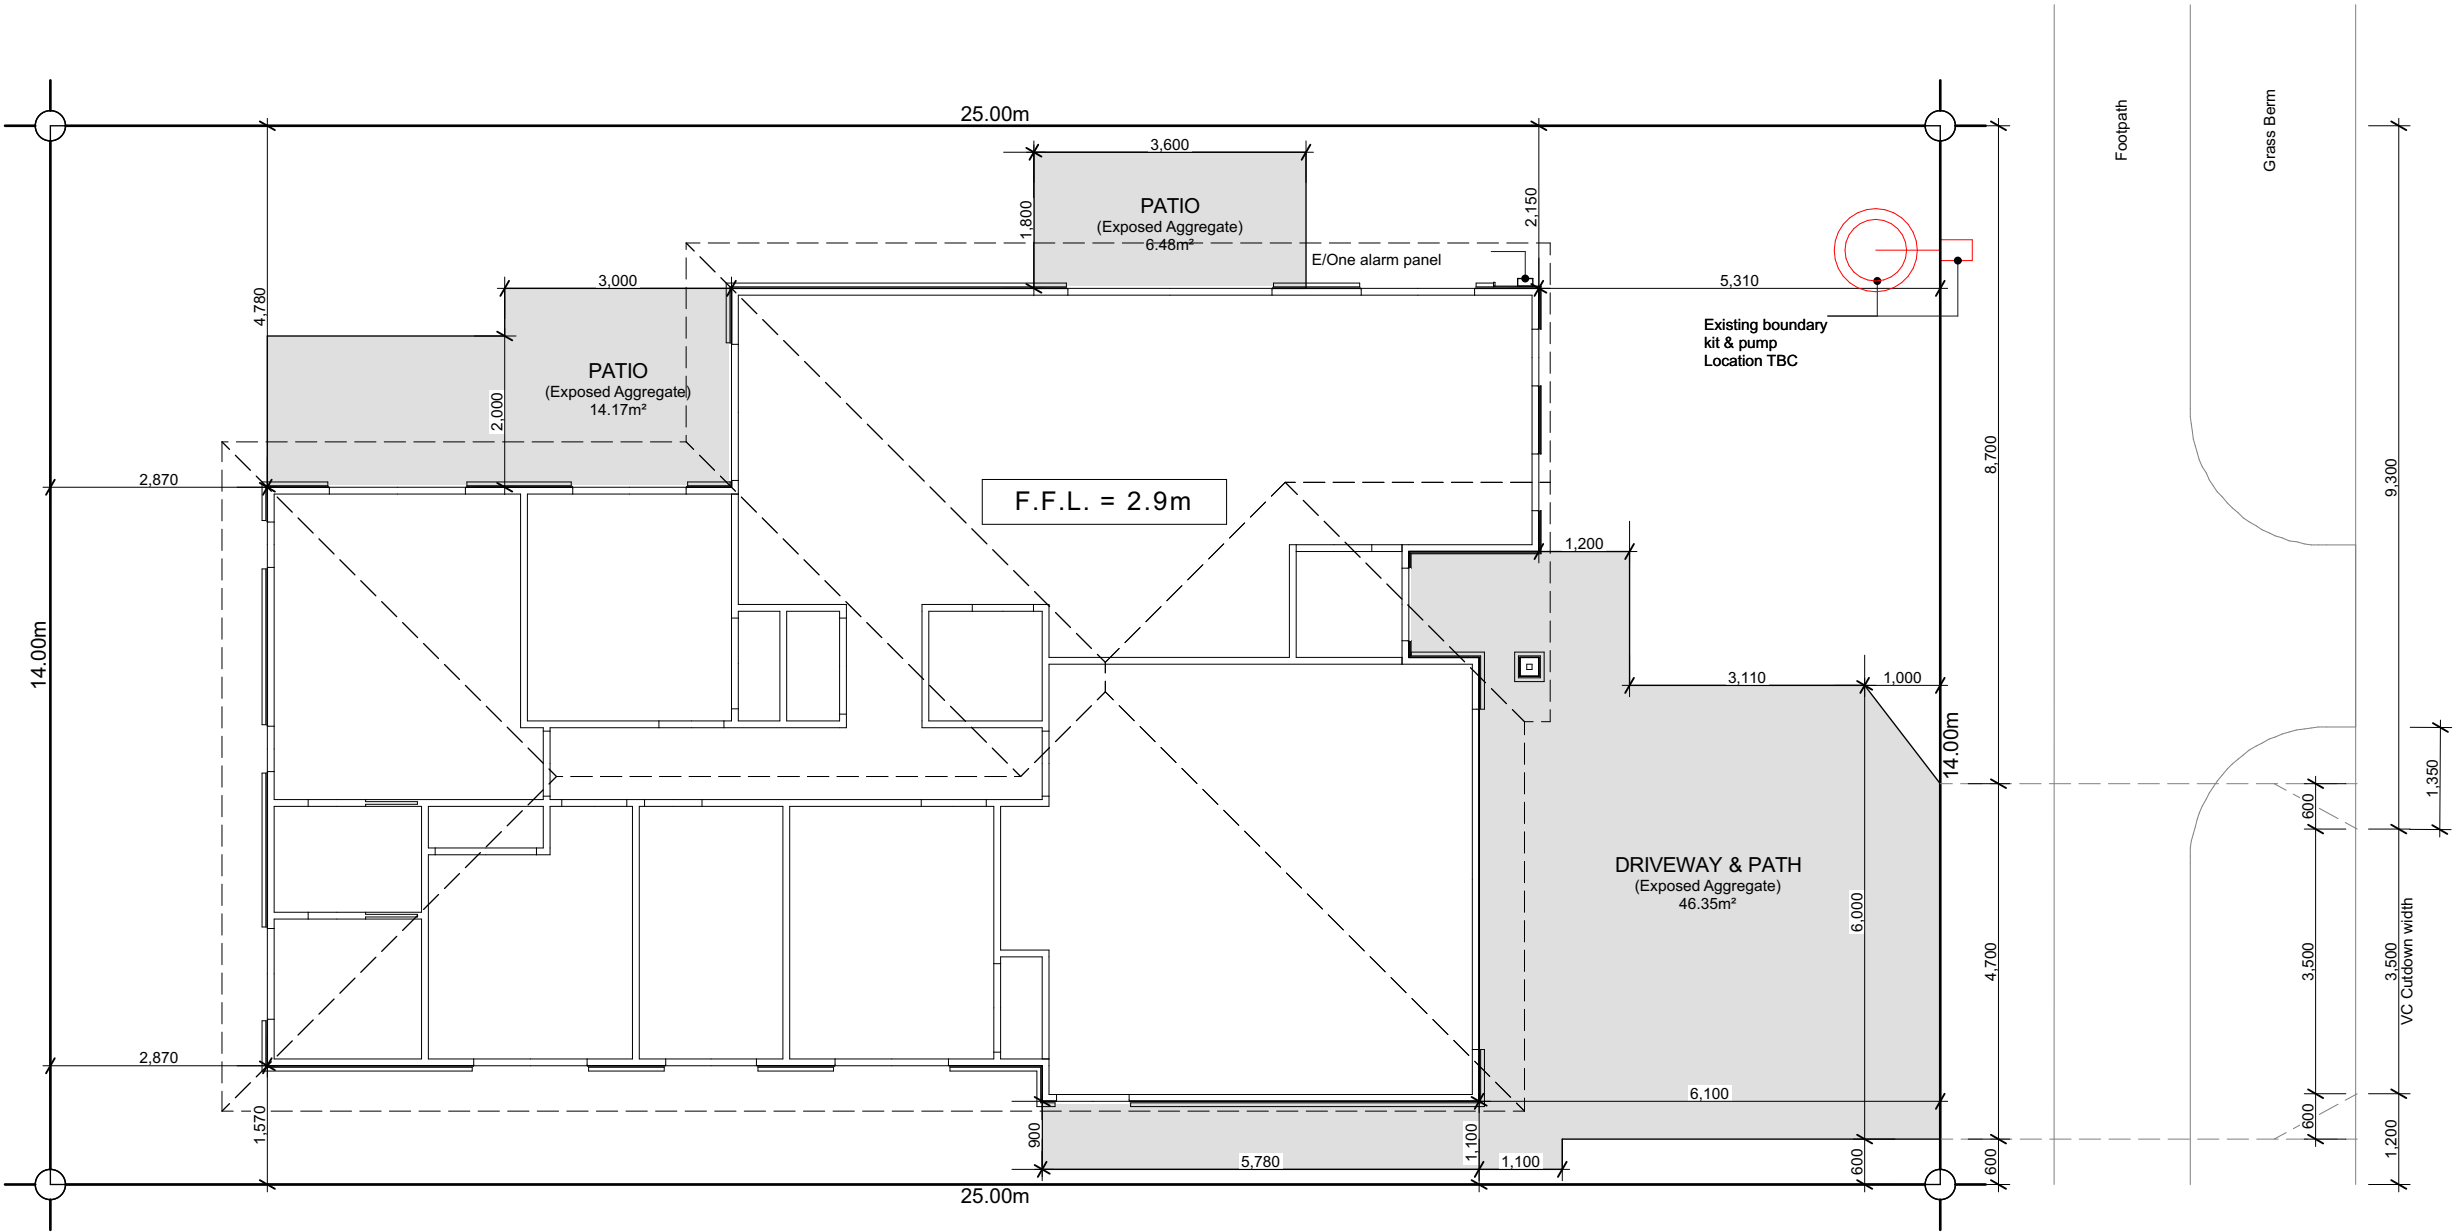 25.00m
Footpath
Grass Berm
3,600
PATIO
(Exposed Aggregate)
6.48m²
1,800
2,150
E/One alarm panel
5,310
3,000
4,780
Existing boundary
kit & pump
Location TBC
PATIO
(Exposed Aggregate)
14.17m²
2,000
8,700
9,300
2,870
F.F.L. = 2.9m
1,200
14.00m
3,110
1,000
14.00m
1,350
600
DRIVEWAY & PATH
(Exposed Aggregate)
46.35m²
6,000
4,700
3,500
3,500
VC Cutdown width
2,870
6,100
1,570
900
1,100
600
1,200
5,780
1,100
600
600
25.00m